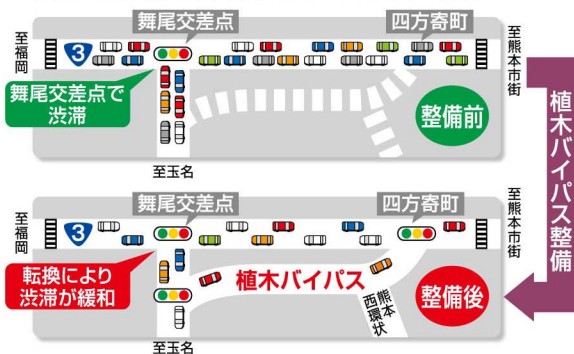 舞尾交差点
四方寄町
至福岡
3
至熊本市街
舞尾交差点で
渋滞
整備前
至玉名
植木バイパス整備
舞尾交差点
四方寄町
至福岡
3
至熊本市街
転換により
渋滞が緩和
植木バイパス
熊本
西環状
整備後
至玉名